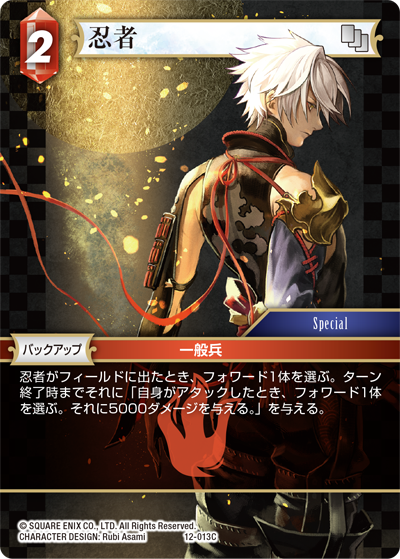 2
忍者
Special
バックアップ
一般兵
忍者がフィールドに出たとき、フォワード1体を選ぶ。ターン
終了時までそれに「自身がアタックしたとき、フォワード1体
を選ぶ。それに5000ダメージを与える。」を与える。
© SQUARE ENIX CO., LTD. All Rights Reserved.
CHARACTER DESIGN: Rubi Asami
12-013C